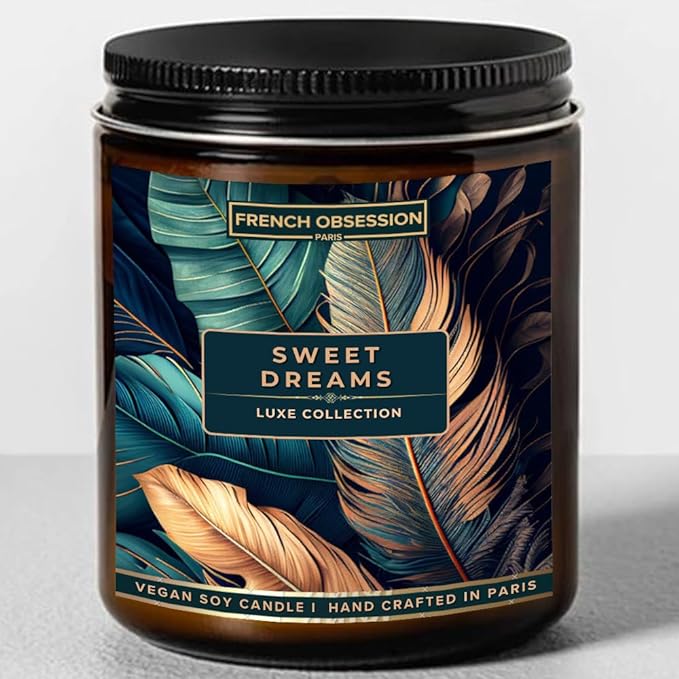 FRENCH OBSESSION
PARIS
SWEET
DREAMS
LUXE COLLECTION
VEGAN SOY CANDLE I HAND CRAFTED IN PARIS